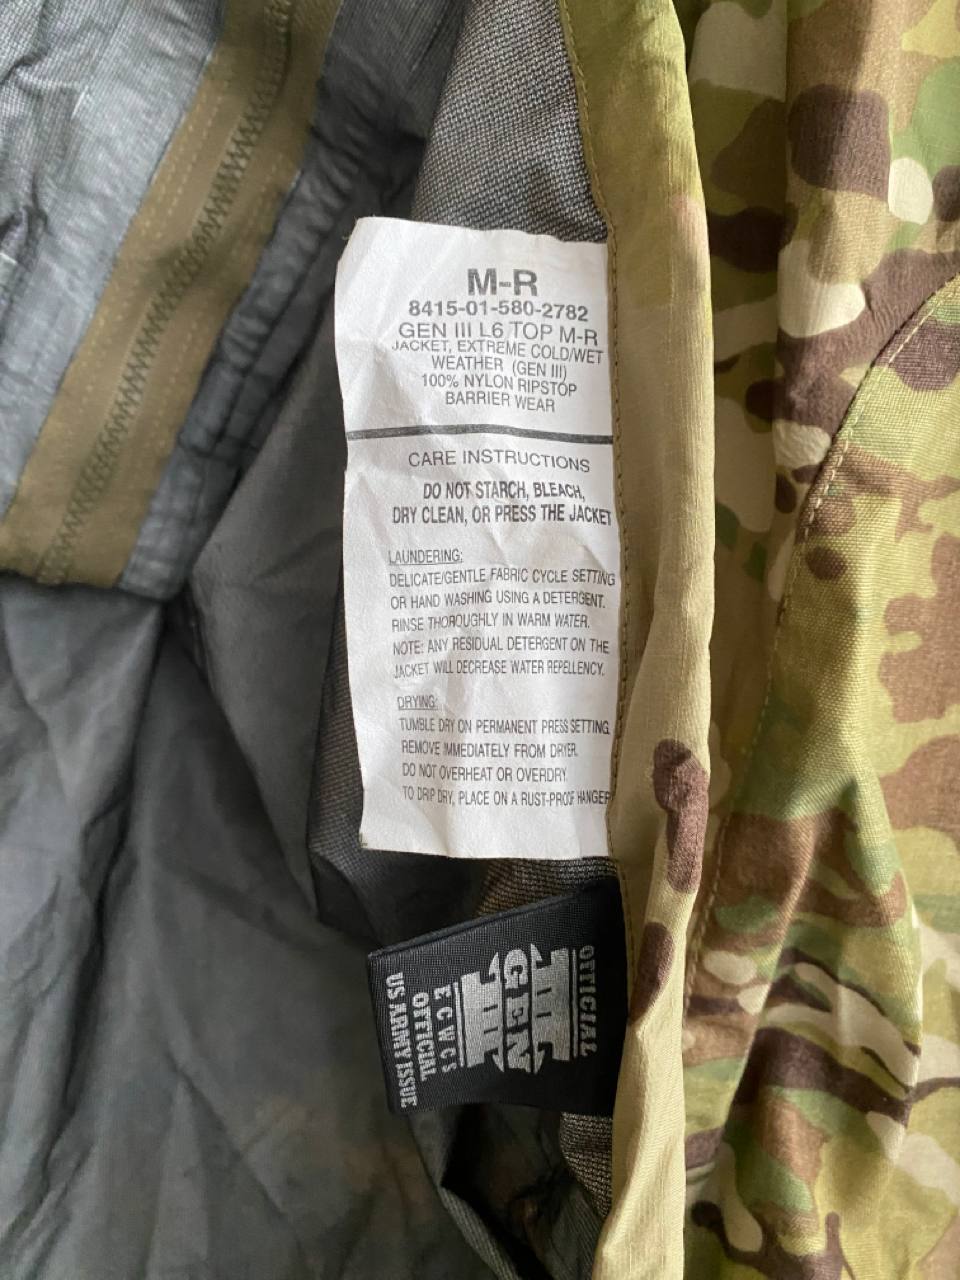 M-R
8415-01-580-2782
GEN III L6 TOP M-R
JACKET, EXTREME COLD/WET
WEATHER (GEN III)
100% NYLON RIPSTOP
BARRIER WEAR
CARE INSTRUCTIONS
DO NOT STARCH, BLEACH,
DRY CLEAN, OR PRESS THE JACKET
LAUNDERING:
DELICATE/GENTLE FABRIC CYCLE SETTING
OR HAND WASHING USING A DETERGENT.
RINSE THOROUGHLY IN WARM WATER.
NOTE: ANY RESIDUAL DETERGENT ON THE
JACKET WILL DECREASE WATER REPELLENCY.
DRYING:
TUMBLE DRY ON PERMANENT PRESS SETTING
REMOVE IMMEDIATELY FROM DRYER.
DO NOT OVERHEAT OR OVERDRY.
TO DRIP DRY, PLACE ON A RUST-PROOF HANGER
OFFICIAL
GEN
III
ECWCS
OFFICIAL
US ARMY ISSUE